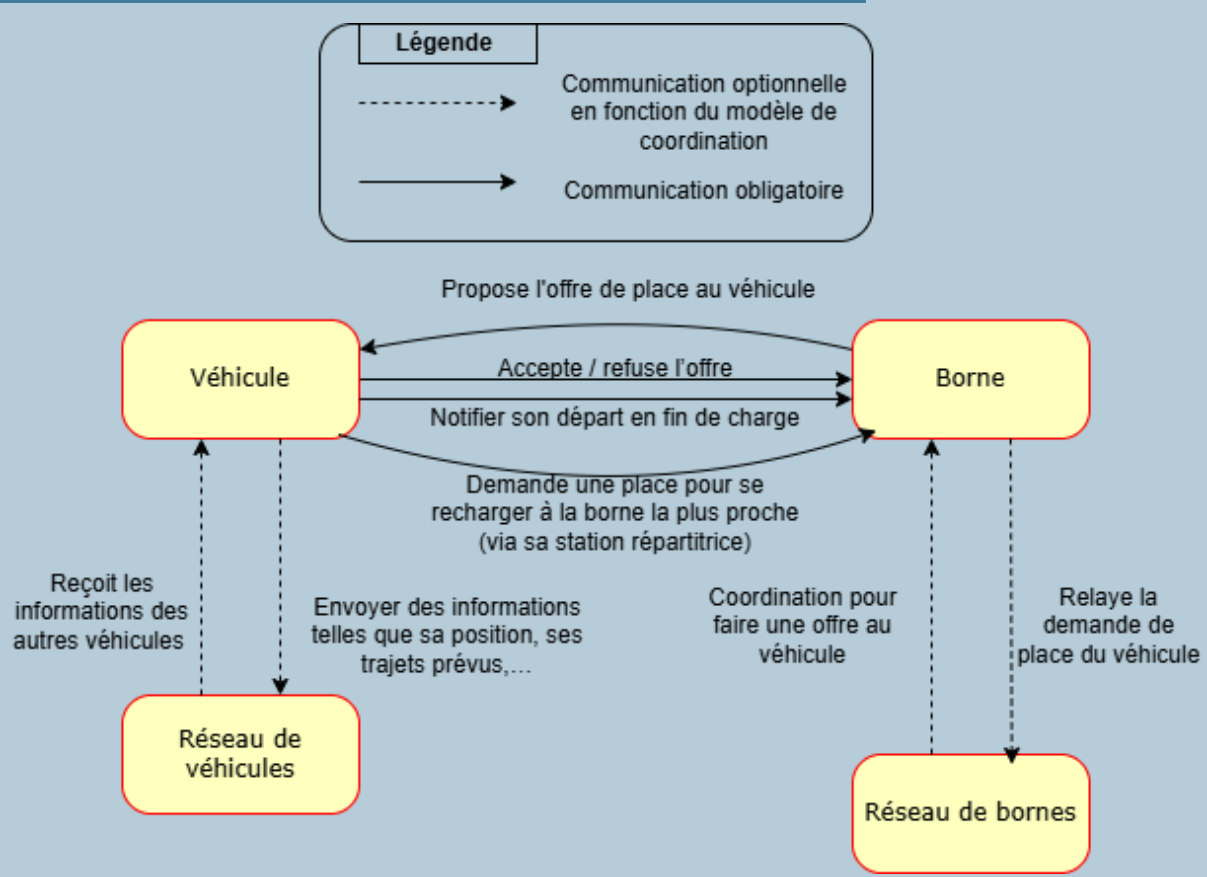 Légende
Communication optionnelle
en fonction du modèle de
coordination
Communication obligatoire
Propose l'offre de place au véhicule
Véhicule
Accepte / refuse l’offre
Borne
Notifier son départ en fin de charge
Demande une place pour se
recharger à la borne la plus proche
(via sa station répartitrice)
Reçoit les
informations des
autres véhicules
Envoyer des informations
telles que sa position, ses
trajets prévus,…
Coordination pour
faire une offre au
véhicule
Relaye la
demande de
place du véhicule
Réseau de
véhicules
Réseau de bornes